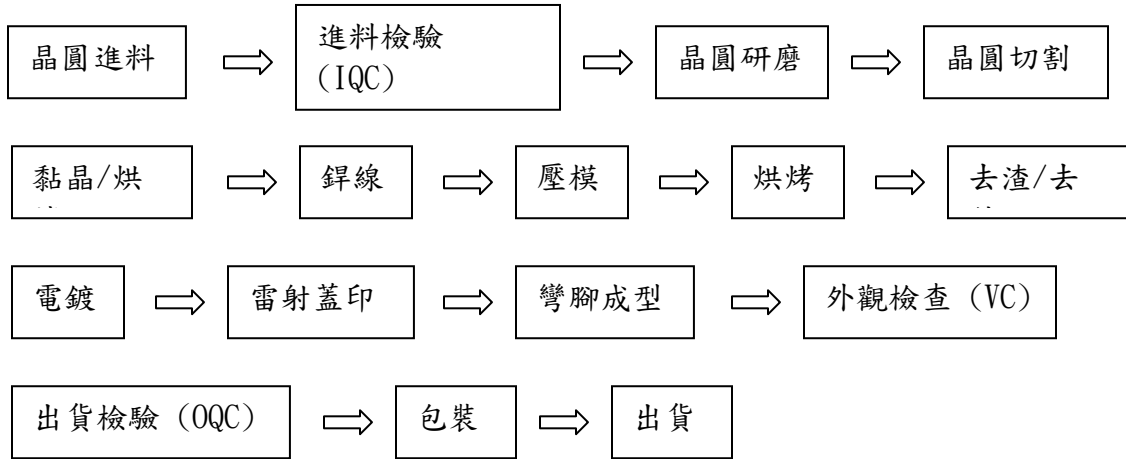 晶圓進料
進料檢驗
(IQC)
晶圓研磨
晶圓切割
黏晶/烘
銲線
壓模
烘烤
去渣/去
電鍍
雷射蓋印
彎腳成型
外觀檢查 (VC)
出貨檢驗 (OQC)
包裝
出貨